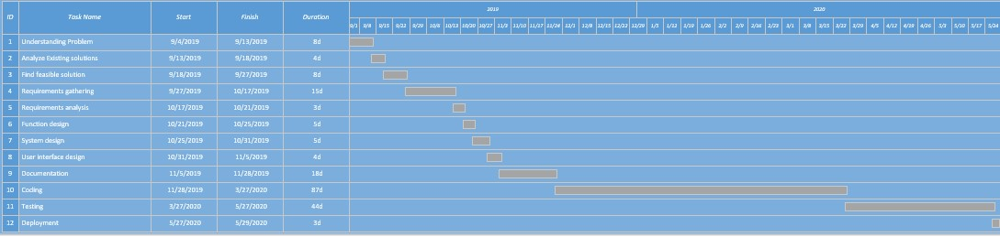 ID Task Name Start Finish Duration 2019 2020
9/1 9/8 9/15 9/22 9/29 10/6 10/13 10/20 10/27 11/3 11/10 11/17 11/24 12/1 12/8 12/15 12/22 12/29 1/5 1/12 1/19 1/26 2/2 2/9 2/16 2/23 3/1 3/8 3/15 3/22 3/29 4/5 4/12 4/19 4/26 5/3 5/10 5/17 5/24
1 Understanding Problem 9/4/2019 9/13/2019 8d
2 Analyze Existing solutions 9/13/2019 9/18/2019 4d
3 Find feasible solution 9/18/2019 9/27/2019 8d
4 Requirements gathering 9/27/2019 10/17/2019 15d
5 Requirements analysis 10/17/2019 10/21/2019 3d
6 Function design 10/21/2019 10/25/2019 5d
7 System design 10/25/2019 10/31/2019 5d
8 User interface design 10/31/2019 11/5/2019 4d
9 Documentation 11/5/2019 11/28/2019 18d
10 Coding 11/28/2019 3/27/2020 87d
11 Testing 3/27/2020 5/27/2020 44d
12 Deployment 5/27/2020 5/29/2020 3d